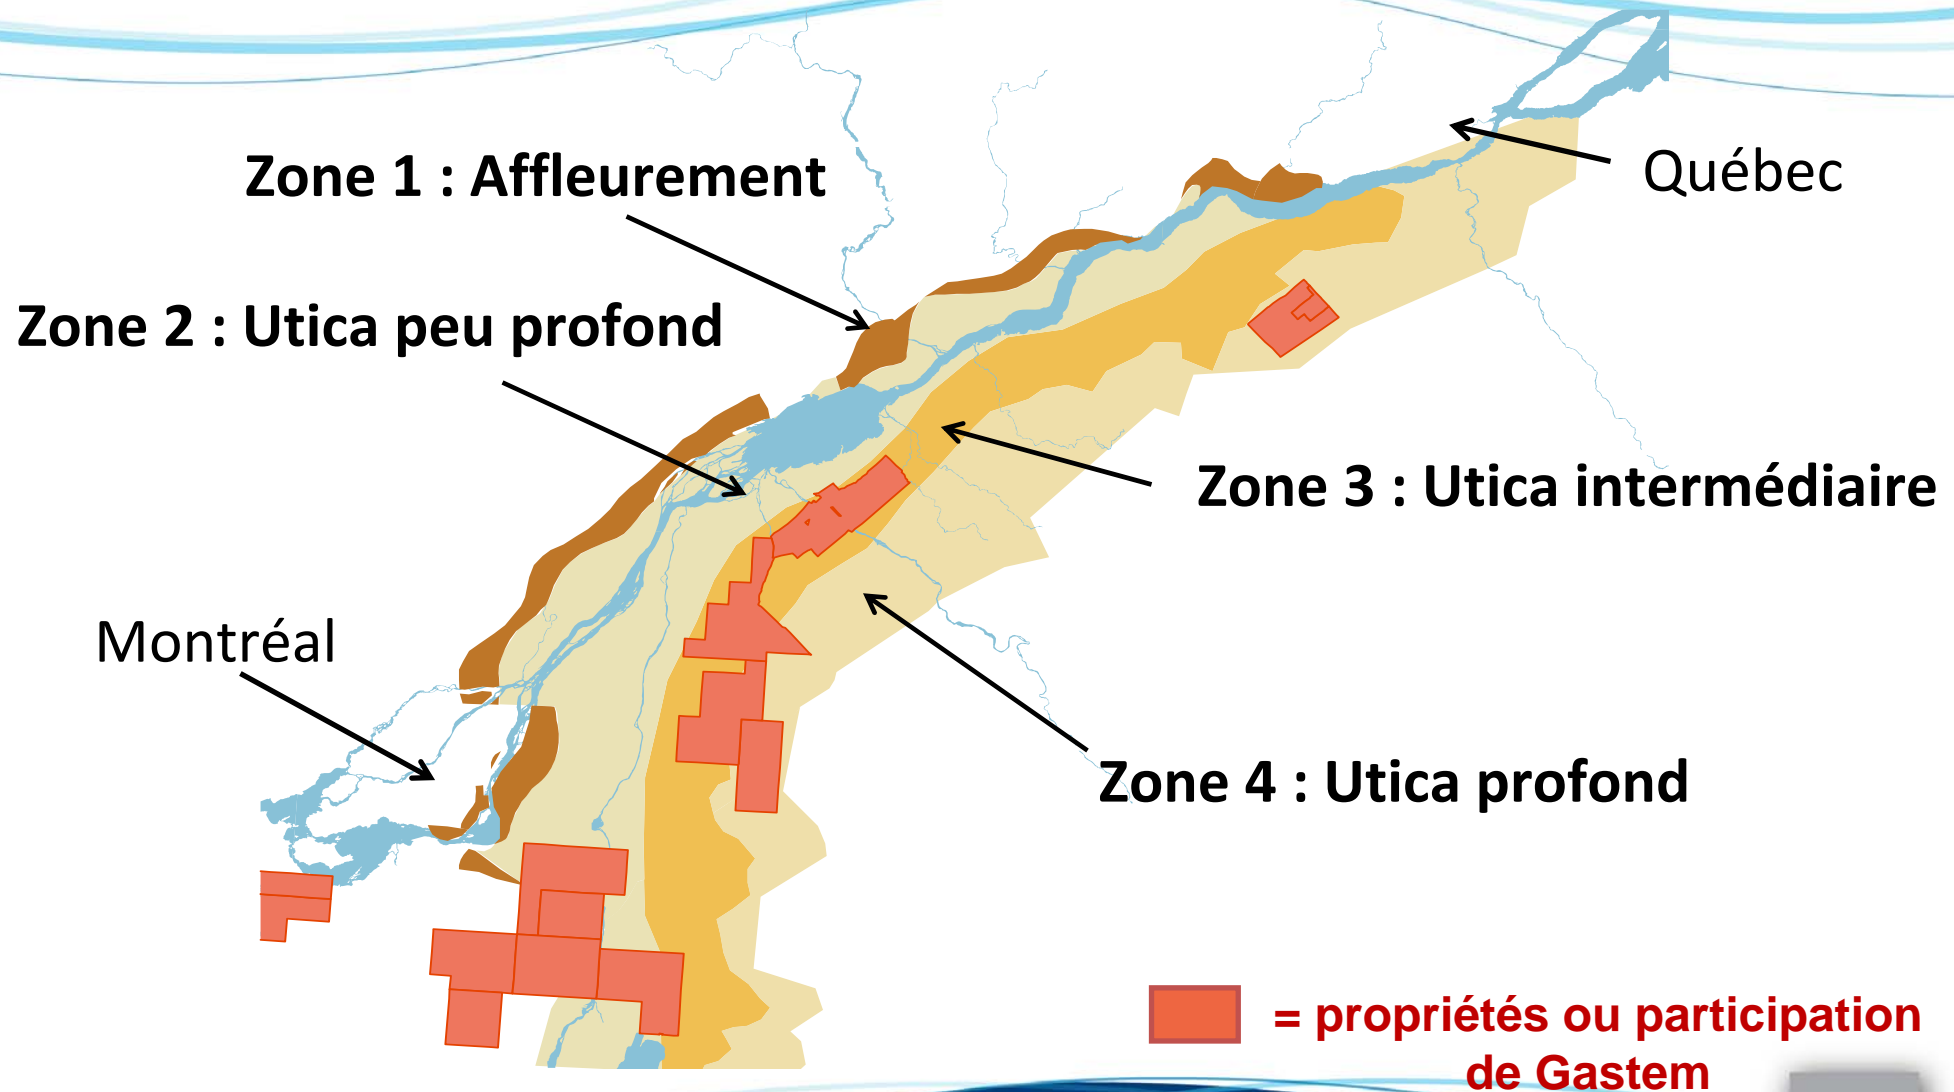 Zone 1 : Affleurement
Québec
Zone 2 : Utica peu profond
Zone 3 : Utica intermédiaire
Montréal
Zone 4 : Utica profond
= propriétés ou participation
de Gastem